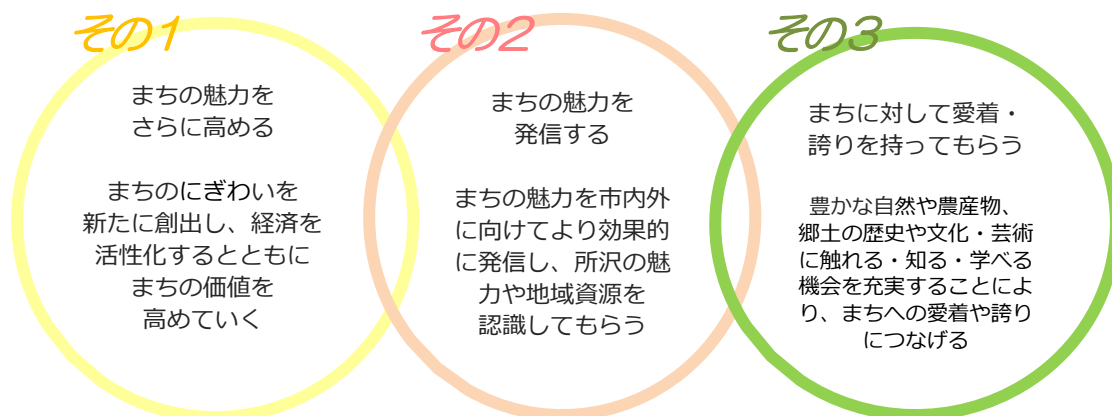 その1
まちの魅力を
さらに高める
まちのにぎわいを
新たに創出し、経済を
活性化するとともに
まちの価値を
高めていく
その2
まちの魅力を
発信する
まちの魅力を市内外
に向けてより効果的
に発信し、所沢の魅
力や地域資源を
認識してもらう
その3
まちに対して愛着・
誇りを持ってもらう
豊かな自然や農産物、
郷土の歴史や文化・芸術
に触れる・知る・学べる
機会を充実することによ
り、まちへの愛着や誇り
につなげる